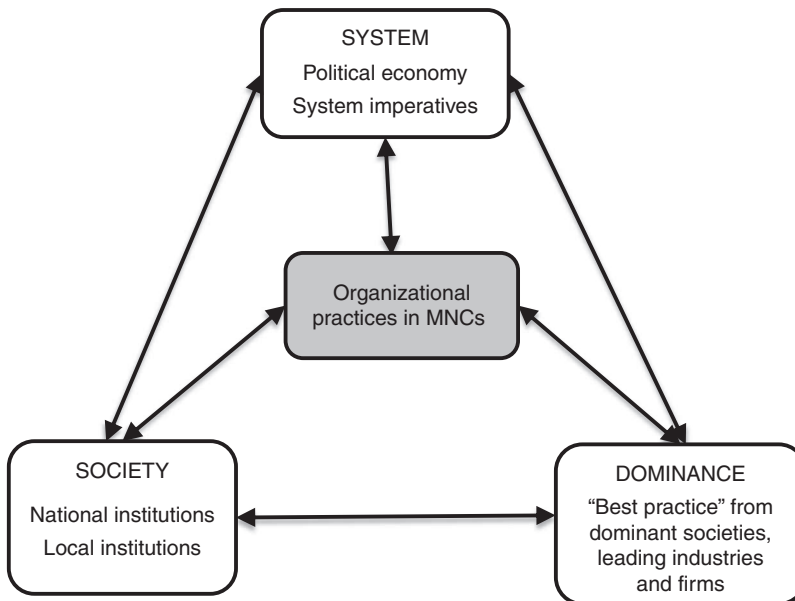 SYSTEM
Political economy
System imperatives
Organizational
practices in MNCs
SOCIETY
National institutions
Local institutions
DOMINANCE
“Best practice” from
dominant societies,
leading industries
and firms